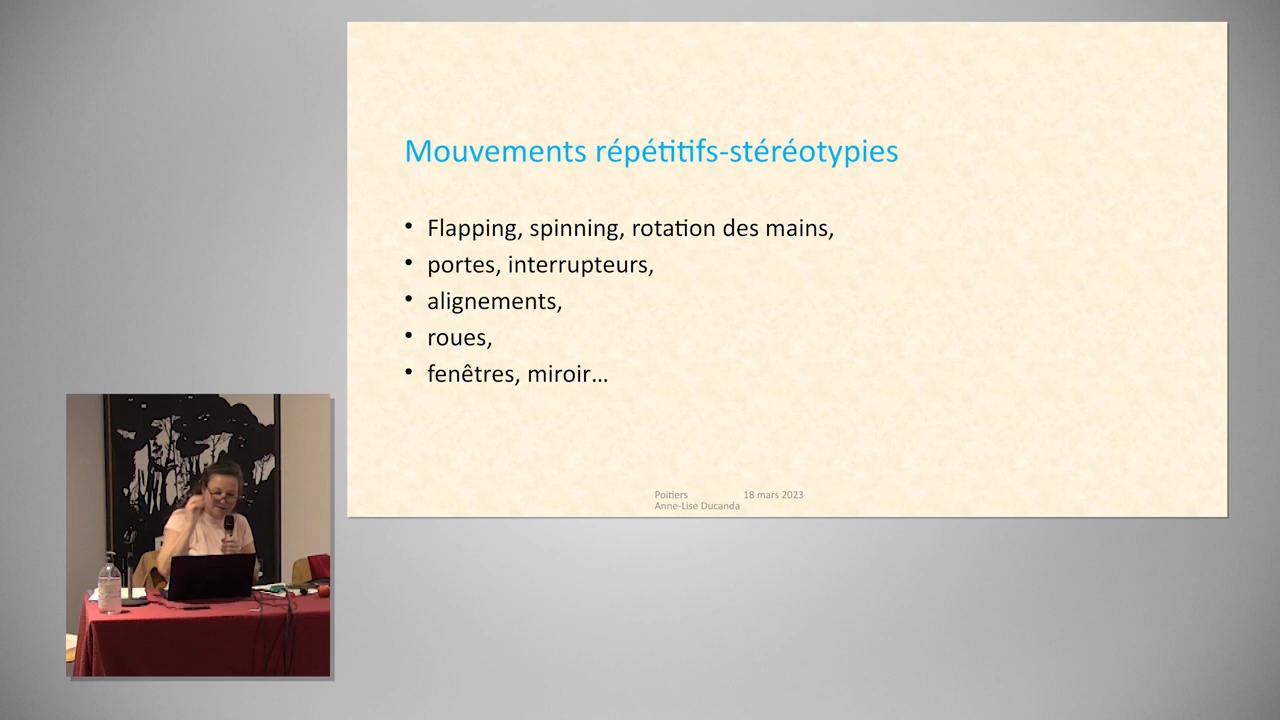 Mouvements répétitifs-stéréotypies
• Flapping, spinning, rotation des mains,
• portes, interrupteurs,
• alignements,
• roues,
• fenêtres, miroir…
Poitiers 18 mars 2023
Anne-Lise Ducanda